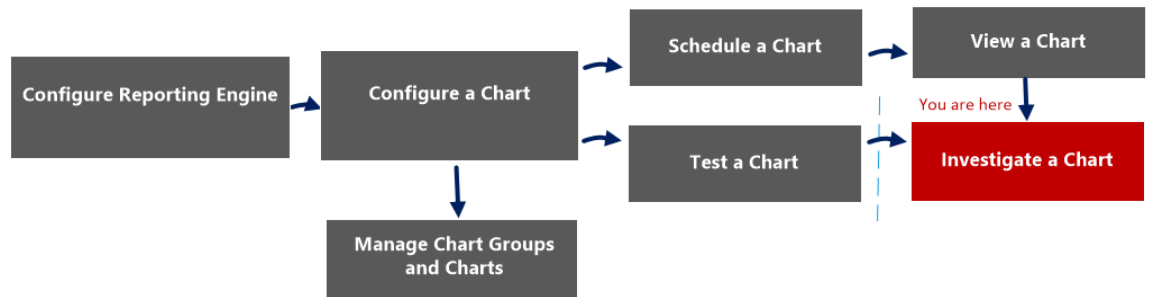 Configure Reporting Engine
Configure a Chart
Schedule a Chart
View a Chart
You are here
Test a Chart
Investigate a Chart
Manage Chart Groups
and Charts